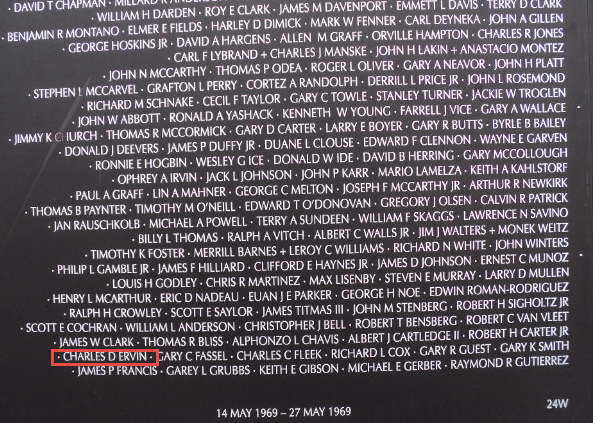 · DAVID T CHAPMAN · MILLARD R
WILLIAM H DARDEN · ROY E CLARK · JAMES M DAVENPORT · EMMETT L DAVIS · TERRY D CLARK
· BENJAMIN R MONTANO · ELMER E FIELDS · HARLEY D DIMICK · MARK W FENNER · CARL DEYNEKA · JOHN A GILLEN
· GEORGE HOSKINS JR · DAVID A HARGENS · ALLEN M GRAFF · ORVILLE HAMPTON · CHARLES R JONES
· CARL F LYBRAND + CHARLES J MANSKE · JOHN H LAKIN + ANASTACIO MONTEZ
· JOHN N MCCARTHY · THOMAS P ODEA · ROGER L OLIVER · GARY A NEAVOR · JOHN H PLATT
· STEPHEN L MCCARVEL · GRAFTON L PERRY · CORTEZ A RANDOLPH · DERRILL L PRICE JR · JOHN L ROSEMOND
· RICHARD M SCHNAKE · CECIL F TAYLOR · GARY C TOWLE · STANLEY TURNER · JACKIE W TROGLEN
· JOHN W ABBOTT · RONALD A YASHACK · KENNETH W YOUNG · FARRELL J VICE · GARY A WALLACE ·
· JIMMY K CHURCH · THOMAS R MCCORMICK · GARY D CARTER · LARRY E BOYER · GARY R BUTTS · BYRLE B BAILEY
· DONALD J DEEVERS · JAMES P DUFFY JR · DUANE L CLOUSE · EDWARD F CLENNON · WAYNE E GARVEN
· RONNIE E HOGBIN · WESLEY G ICE · DONALD W IDE · DAVID B HERRING · GARY MCCOLLOUGH
· OPHREY A IRVIN · JACK L JOHNSON · JOHN P KARR · MARIO LAMELZA · KEITH A KAHLSTORF
· PAUL A GRAFF · LIN A MAHNER · GEORGE C MELTON · JOSEPH F MCCARTHY JR · ARTHUR R NEWKIRK
· THOMAS B PAYNTER · TIMOTHY M O'NEILL · EDWARD T O'DONOVAN · GREGORY J OLSEN · CALVIN R PATRICK
· JAN RAUSCHKOLB · MICHAEL A POWELL · TERRY A SUNDEEN · WILLIAM F SKAGGS · LAWRENCE N SAVINO
· BILLY L THOMAS · RALPH A VITCH · ALBERT C WALLS JR · JIM J WALTERS + MONEK WEITZ
· TIMOTHY K FOSTER · MERRILL BARNES + LEROY C WILLIAMS · RICHARD N WHITE · JOHN WINTERS
· PHILIP L GAMBLE JR · JAMES F HILLIARD · CLIFFORD E HAYNES JR · JAMES D JOHNSON · ERNEST C MUNOZ ·
· LOUIS H GODLEY · CHRIS R MARTINEZ · MAX LISENBY · STEVEN E MURRAY · LARRY D MULLEN
· HENRY L MCARTHUR · ERIC D NADEAU · EUAN J E PARKER · GEORGE H NOE · EDWIN ROMAN-RODRIGUEZ
· RALPH H CROWLEY · SCOTT E SAYLOR · JAMES TITMAS III · JOHN M STENBERG · ROBERT H SIGHOLTZ JR
· SCOTT E COCHRAN · WILLIAM L ANDERSON · CHRISTOPHER J BELL · ROBERT T BENSBERG · ROBERT C VAN VLEET
· JAMES W CLARK · THOMAS R BLISS · ALPHONZO L CHAVIS · ALBERT J CARTLEDGE II · ROBERT H CARTER JR
· CHARLES D ERVIN · GARY C FASSEL · CHARLES C FLEEK · RICHARD L COX · GARY R GUEST · GARY K SMITH
· JAMES P FRANCIS · GAREY L GRUBBS · KEITH E GIBSON · MICHAEL E GERBER · RAYMOND R GUTIERREZ
24W
14 MAY 1969 – 27 MAY 1969